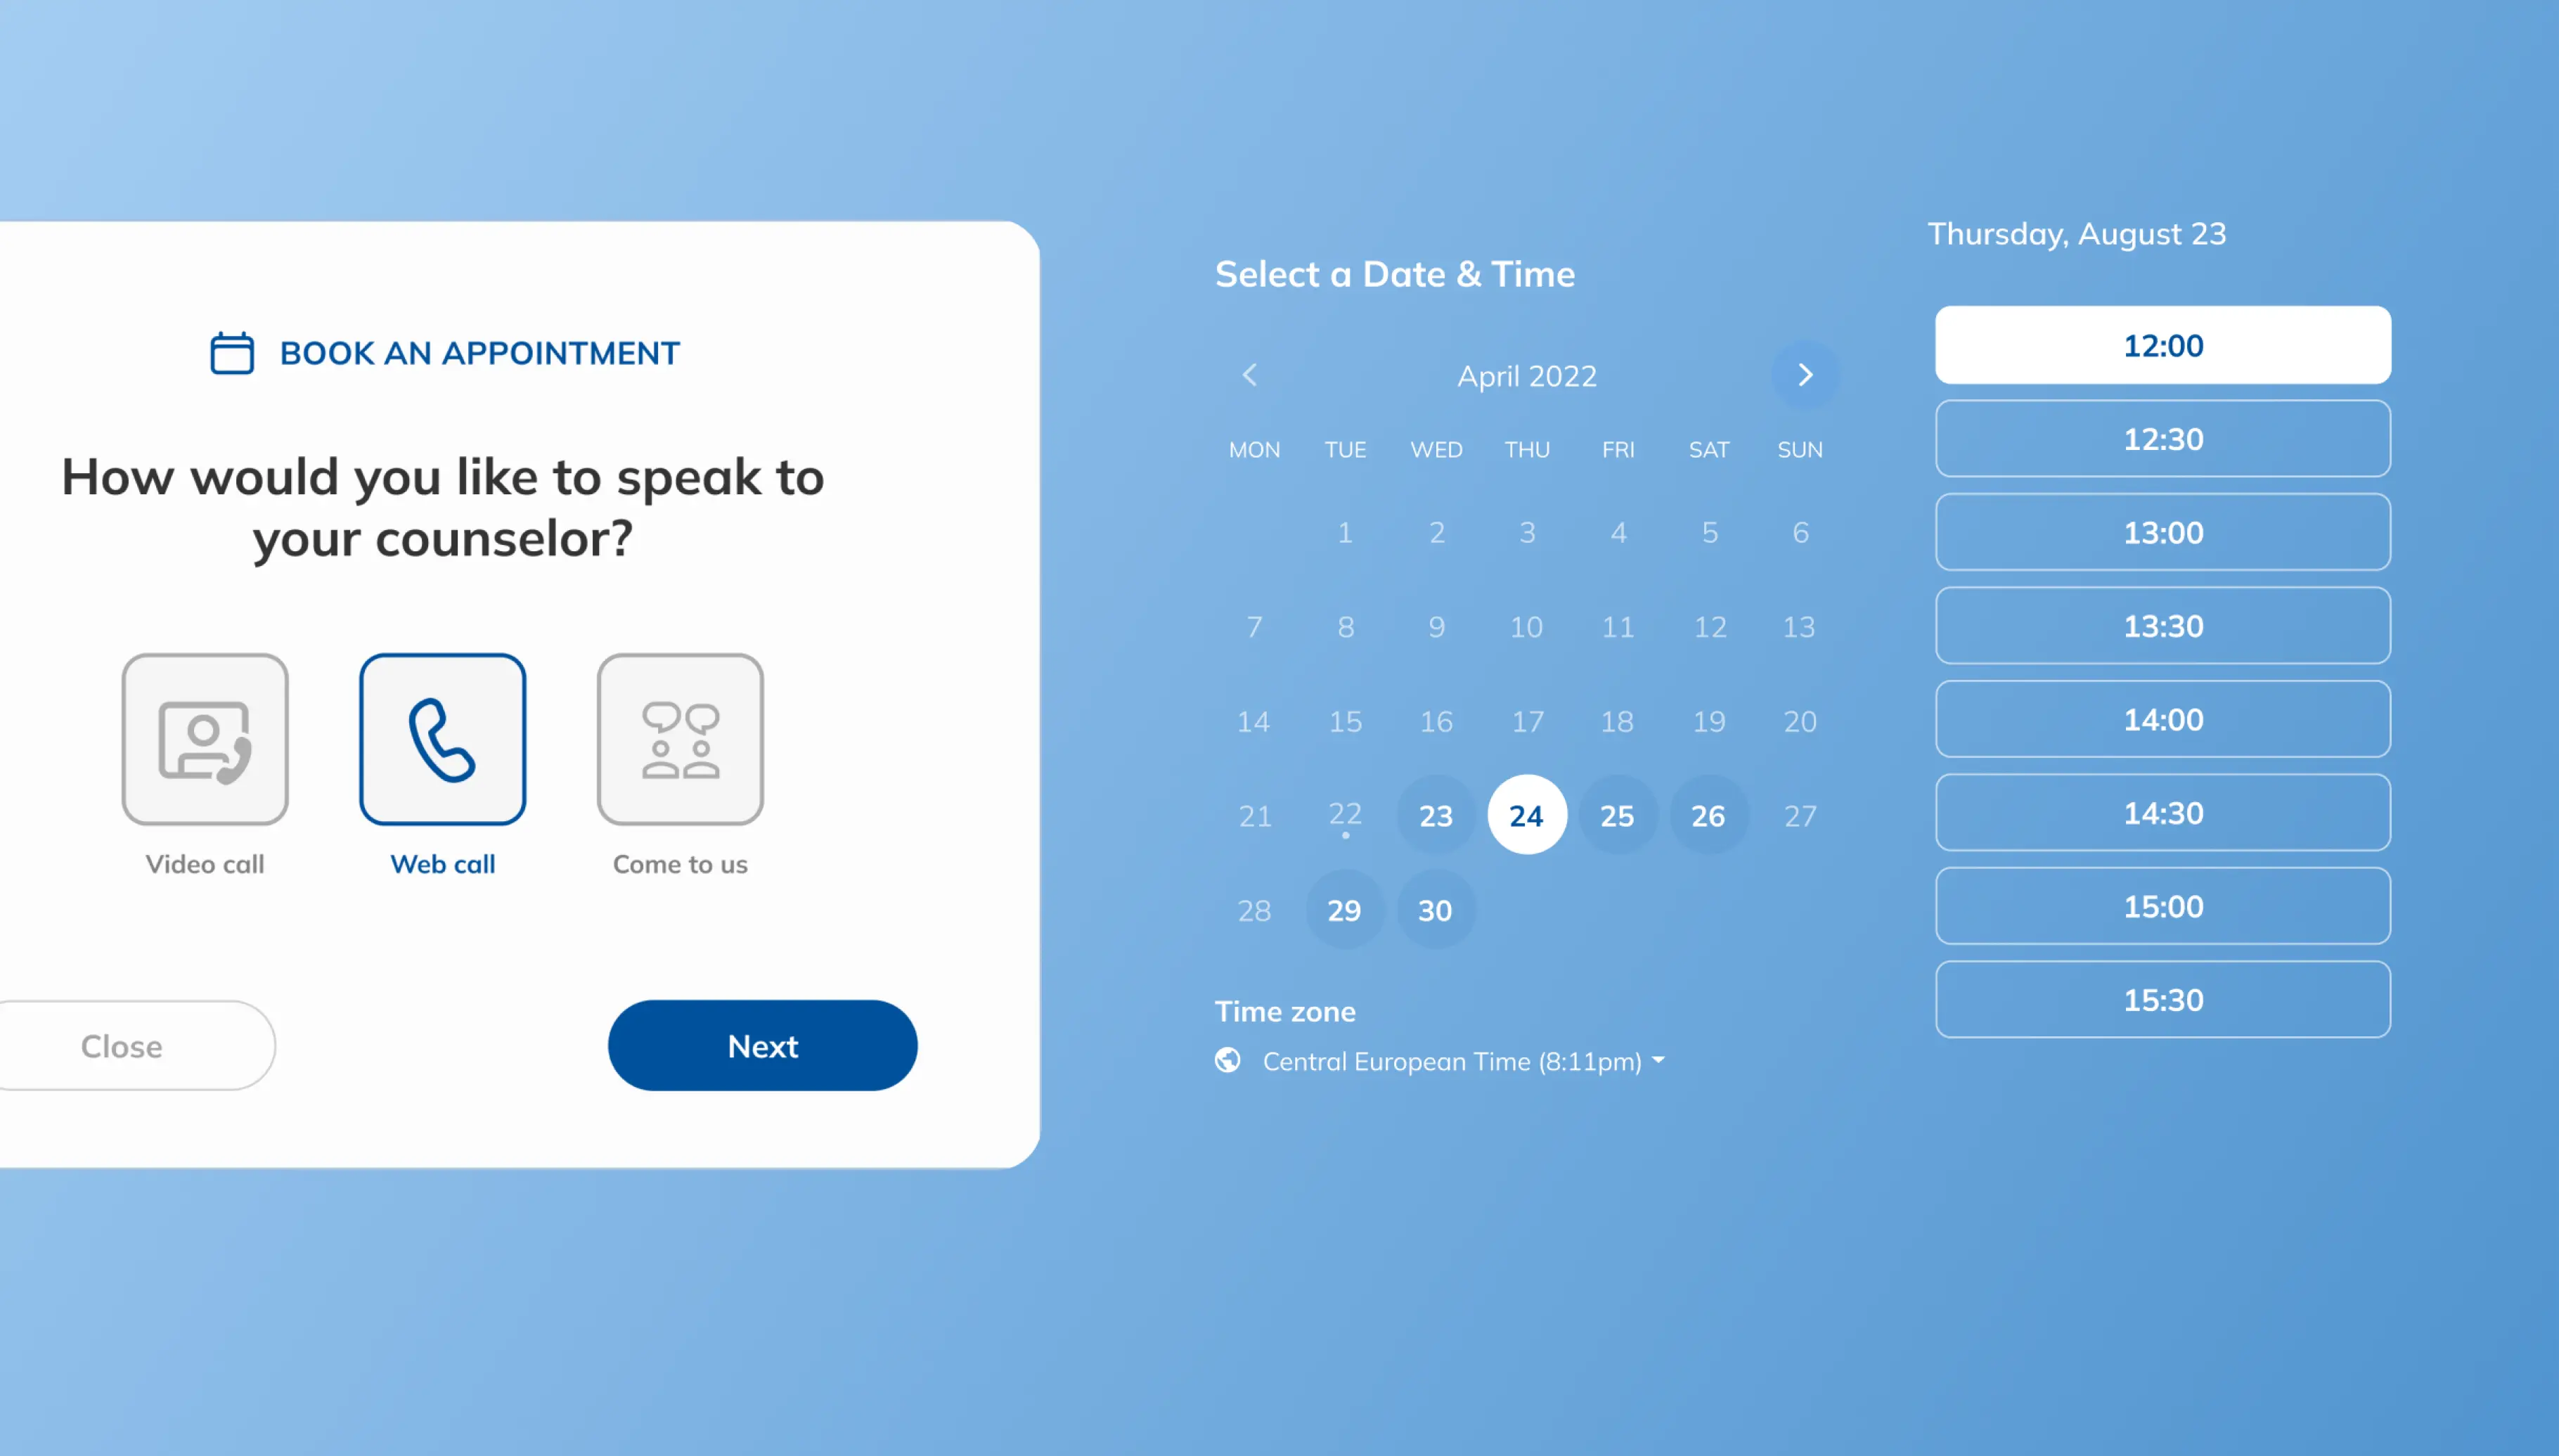 BOOK AN APPOINTMENT
How would you like to speak to
your counselor?
Video call
Web call
Come to us
Close
Next
Select a Date & Time
April 2022
MON TUE WED THU FRI SAT SUN
1 2 3 4 5 6
7 8 9 10 11 12 13
14 15 16 17 18 19 20
21 22 23 24 25 26 27
28 29 30
Time zone
Central European Time (8:11pm)
Thursday, August 23
12:00
12:30
13:00
13:30
14:00
14:30
15:00
15:30